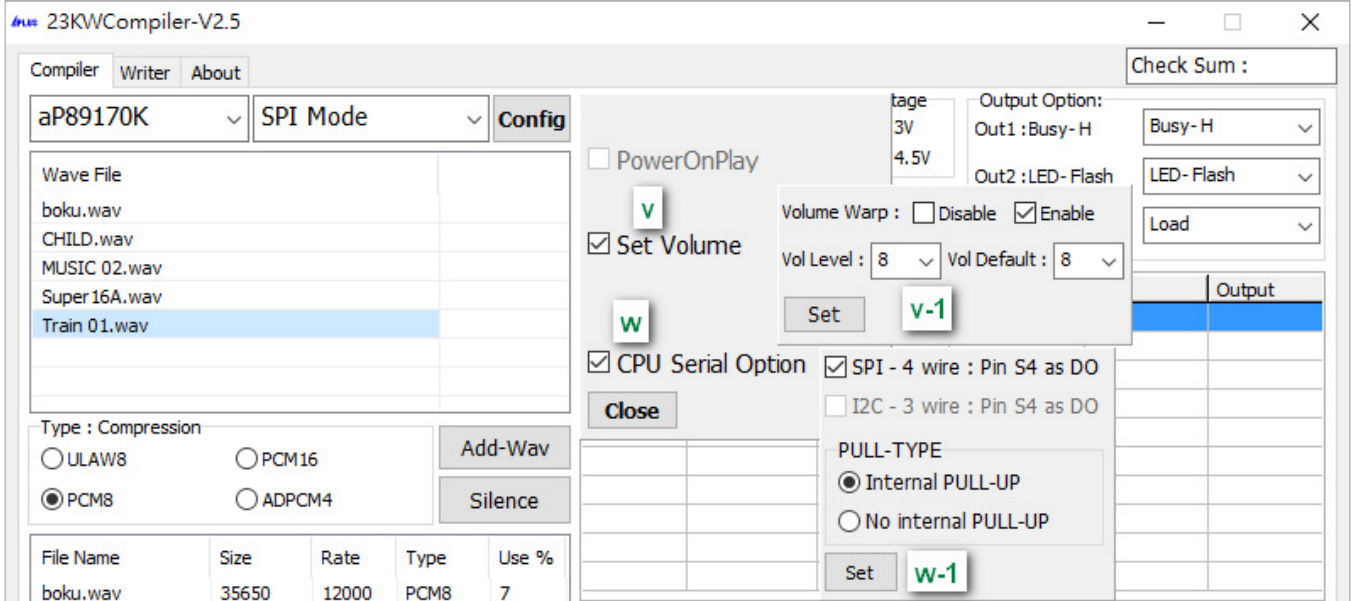 APLUS 23KWCompiler-V2.5
Compiler Writer About
Check Sum :
aP89170K SPI Mode Config
Wave File
boku.wav
CHILD.wav
MUSIC 02.wav
Super16A.wav
Train 01.wav
Type : Compression
ULAW8 PCM16
PCM8 ADPCM4
Add-Wav
Silence
File Name Size Rate Type Use %
boku.wav 35650 12000 PCM8 7
PowerOnPlay
v
Set Volume
w
CPU Serial Option
Close
tage
3V
4.5V
Output Option:
Out1 :Busy-H Busy-H
Out2 :LED-Flash LED-Flash
Load
Volume Warp : Disable Enable
Vol Level : 8 Vol Default : 8
Set v-1
Output
SPI - 4 wire : Pin S4 as DO
I2C - 3 wire : Pin S4 as DO
PULL-TYPE
Internal PULL-UP
No internal PULL-UP
Set w-1